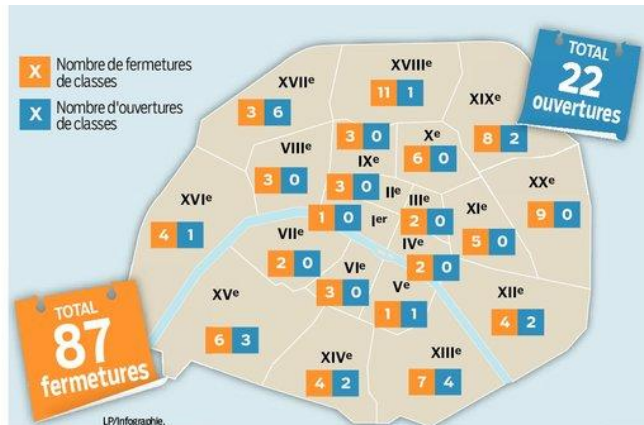 X Nombre de fermetures
de classes
X Nombre d'ouvertures
de classes
TOTAL
22
ouvertures
XVIIIe
11 1
XVIIe
3 6
XIXe
8 2
3 0
IXe
Xe
6 0
VIIIe
3 0
3 0
IIe
XXe
9 0
XVIe
4 1
1 0
Ier
IIIe
2 0
XIe
5 0
VIIe
2 0
IVe
2 0
VIe
3 0
Ve
1 1
XIIe
4 2
XVe
6 3
XIVe
4 2
XIIIe
7 4
TOTAL
87
fermetures
LP/Infographie.